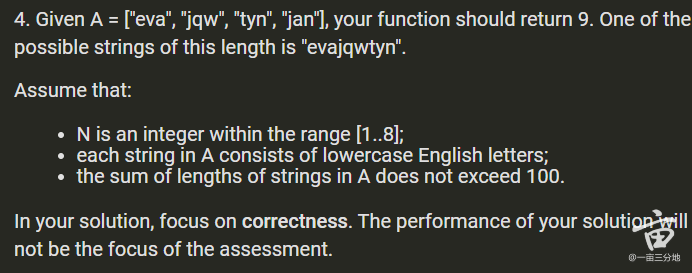 4. Given A = ["eva", "jqw", "tyn", "jan"], your function should return 9. One of the
possible strings of this length is "evajqwtyn".
Assume that:
• N is an integer within the range [1..8];
• each string in A consists of lowercase English letters;
• the sum of lengths of strings in A does not exceed 100.
In your solution, focus on correctness. The performance of your solution will
not be the focus of the assessment.
@一亩三分地